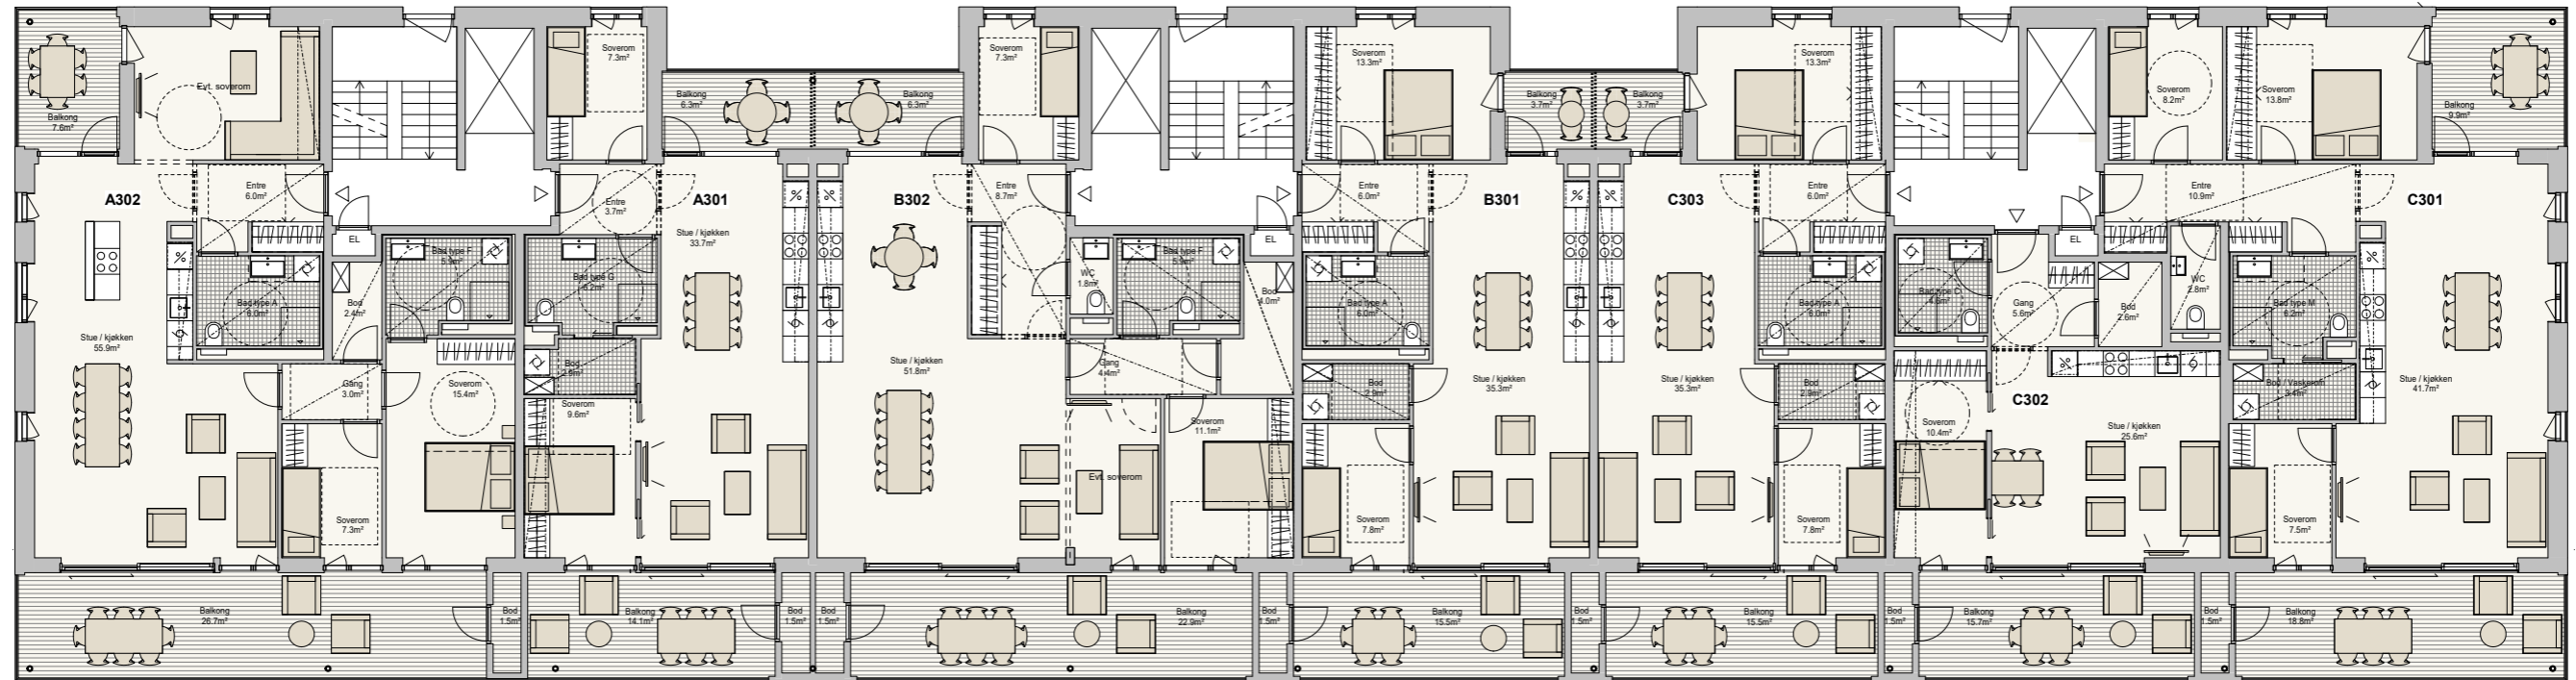 Balkong
7.6m²
Evt. soverom
A302
Entre
6.0m²
EL
Bad type A
6.0m²
Bod
2.4m²
Bad type F
Stue / kjøkken
55.9m²
Gang
3.0m²
Soverom
15.4m²
Soverom
7.3m²
Balkong
26.7m²
Bod
1.5m²
Soverom
7.3m²
Balkong
6.3m²
Entre
3.7m²
A301
Stue / kjøkken
33.7m²
Bad type G
Bod
Soverom
9.6m²
Balkong
14.1m²
Bod
1.5m²
Balkong
6.3m²
Soverom
7.3m²
B302
Entre
8.7m²
EL
WC
1.8m²
Bad type F
Bod
4.0m²
Stue / kjøkken
51.8m²
Gang
4.4m²
Soverom
11.1m²
Evt. soverom
Bod
1.5m²
Balkong
22.9m²
Soverom
13.3m²
Balkong
3.7m²
Entre
6.0m²
B301
Bad type A
6.0m²
Bod
2.9m²
Stue / kjøkken
35.3m²
Soverom
7.8m²
Bod
1.5m²
Balkong
15.5m²
Balkong
3.7m²
Soverom
13.3m²
C303
Entre
6.0m²
Bad type A
6.0m²
Stue / kjøkken
35.3m²
Bod
2.9m²
Soverom
7.8m²
Bod
1.5m²
Balkong
15.5m²
EL
Bad type C
Gang
5.6m²
Bod
2.6m²
C302
Soverom
10.4m²
Stue / kjøkken
25.6m²
Bod
1.5m²
Balkong
15.7m²
Soverom
8.2m²
Soverom
13.8m²
Balkong
9.9m²
Entre
10.9m²
C301
WC
2.8m²
Bad type M
6.2m²
Stue / kjøkken
41.7m²
Bod / Vaskerom
Soverom
7.5m²
Bod
1.5m²
Balkong
18.8m²